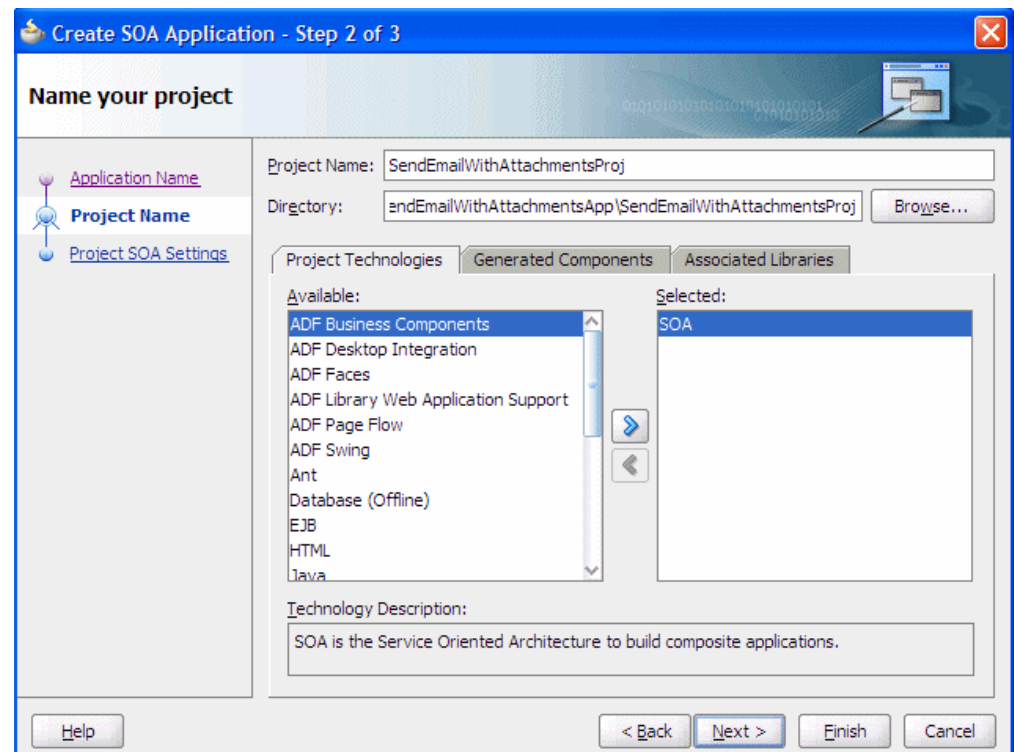 Create SOA Application - Step 2 of 3
Name your project
Application Name
Project Name
Project SOA Settings
Project Name: SendEmailWithAttachmentsProj
Directory: endEmailWithAttachmentsApp\SendEmailWithAttachmentsProj Browse...
Project Technologies Generated Components Associated Libraries
Available: Selected:
ADF Business Components SOA
ADF Desktop Integration
ADF Faces
ADF Library Web Application Support
ADF Page Flow
ADF Swing
Ant
Database (Offline)
EJB
HTML
Java
Technology Description:
SOA is the Service Oriented Architecture to build composite applications.
Help < Back Next > Finish Cancel